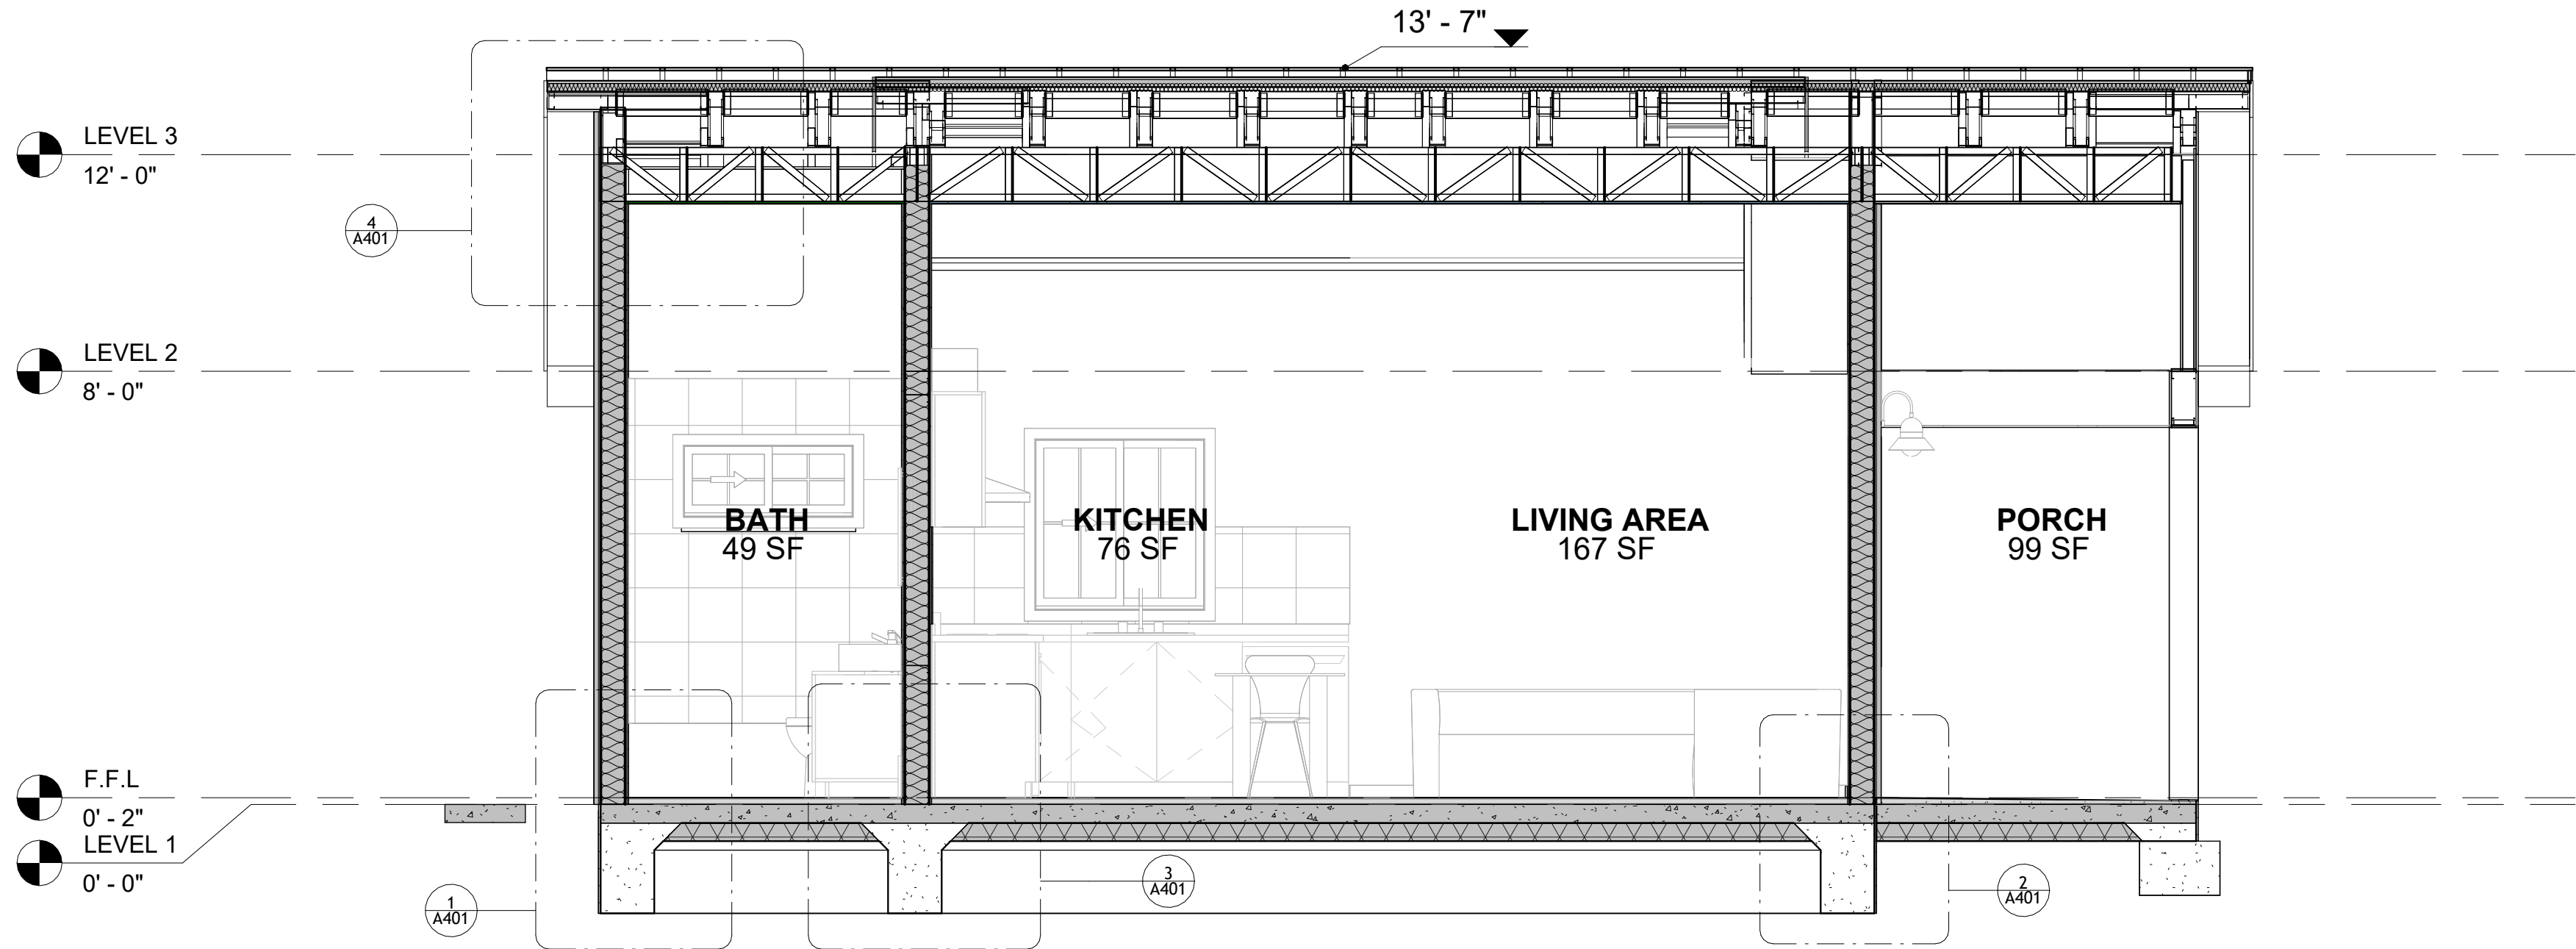 13' - 7"
LEVEL 3
12' - 0"
4
A401
LEVEL 2
8' - 0"
BATH
49 SF
KITCHEN
76 SF
LIVING AREA
167 SF
PORCH
99 SF
F.F.L
0' - 2"
LEVEL 1
0' - 0"
1
A401
3
A401
2
A401